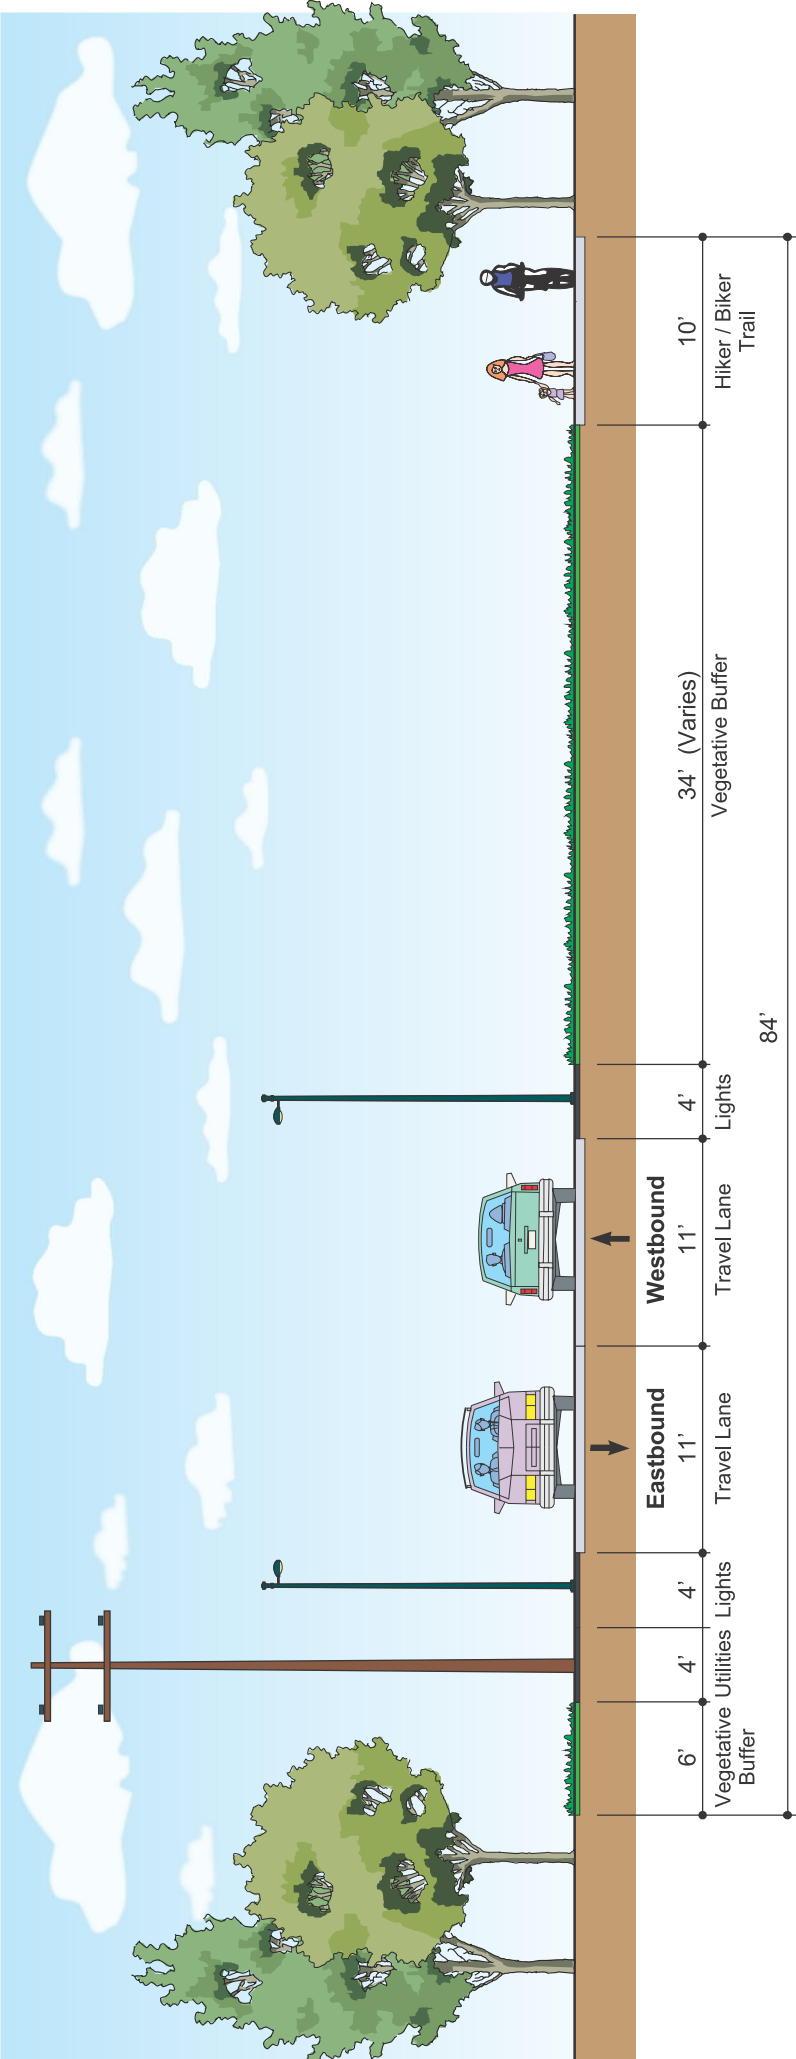 Eastbound
Westbound
6’
4’
4’
11’
11’
4’
34’ (Varies)
10’
Vegetative
Buffer
Utilities
Lights
Travel Lane
Travel Lane
Lights
Vegetative Buffer
Hiker / Biker
Trail
84’